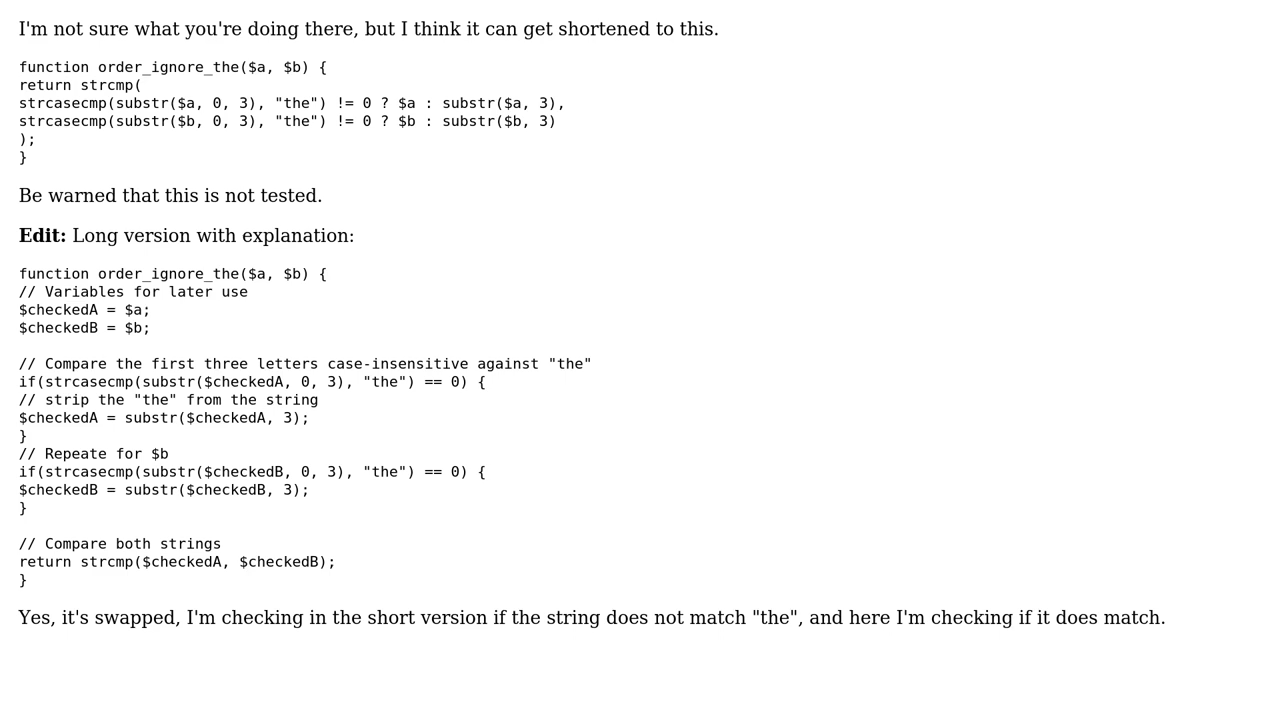 I'm not sure what you're doing there, but I think it can get shortened to this.
function order_ignore_the($a, $b) {
return strcmp(
strcasecmp(substr($a, 0, 3), "the") != 0 ? $a : substr($a, 3),
strcasecmp(substr($b, 0, 3), "the") != 0 ? $b : substr($b, 3)
);
}
Be warned that this is not tested.
Edit: Long version with explanation:
function order_ignore_the($a, $b) {
// Variables for later use
$checkedA = $a;
$checkedB = $b;
// Compare the first three letters case-insensitive against "the"
if(strcasecmp(substr($checkedA, 0, 3), "the") == 0) {
// strip the "the" from the string
$checkedA = substr($checkedA, 3);
}
// Repeate for $b
if(strcasecmp(substr($checkedB, 0, 3), "the") == 0) {
$checkedB = substr($checkedB, 3);
}
// Compare both strings
return strcmp($checkedA, $checkedB);
}
Yes, it's swapped, I'm checking in the short version if the string does not match "the", and here I'm checking if it does match.